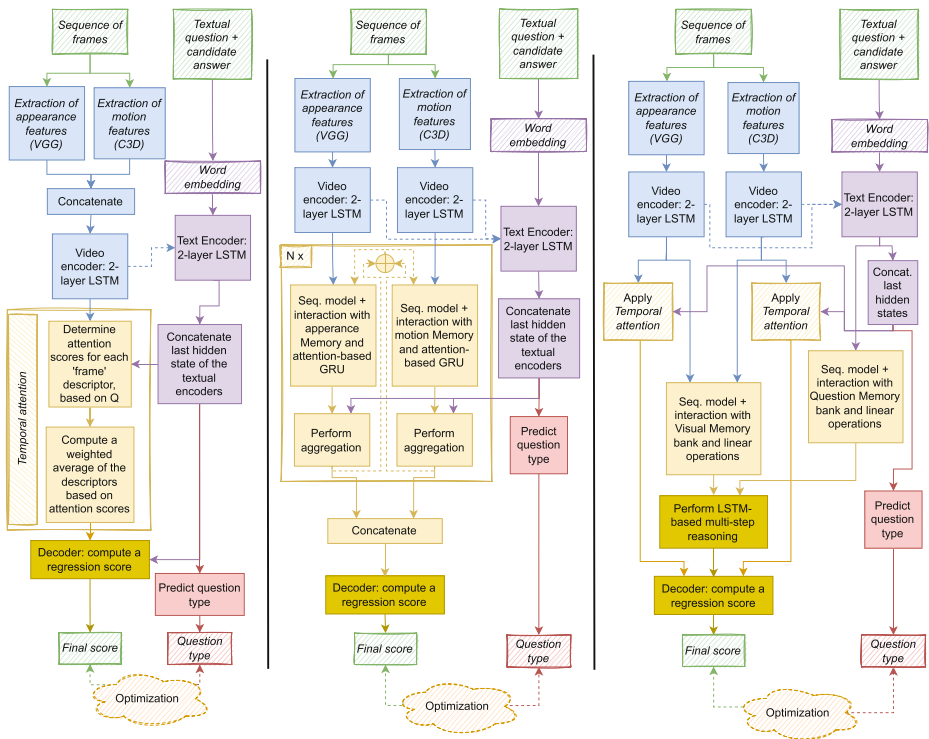 Sequence of
frames
Textual
question +
candidate
answer
Extraction of
appearance
features
(VGG)
Extraction of
motion
features
(C3D)
Word
embedding
Concatenate
Video
encoder: 2-
layer LSTM
Text Encoder:
2-layer LSTM
Temporal attention
Determine
attention
scores for each
'frame'
descriptor,
based on Q
Concatenate
last hidden
state of the
textual
encoders
Compute a
weighted
average of the
descriptors
based on
attention scores
Decoder: compute a
regression score
Predict question
type
Final score
Question
type
Optimization
Sequence of
frames
Textual
question +
candidate
answer
Extraction of
appearance
features
(VGG)
Extraction of
motion
features
(C3D)
Word
embedding
Video
encoder: 2-
layer LSTM
Video
encoder: 2-
layer LSTM
Text Encoder:
2-layer LSTM
N x
Seq. model +
interaction with
apperance
Memory and
attention-based
GRU
Seq. model +
interaction with
motion Memory
and attention-
based GRU
Concatenate
last hidden
state of the
textual
encoders
Perform
aggregation
Perform
aggregation
Predict
question
type
Concatenate
Decoder: compute a
regression score
Final score
Question
type
Optimization
Sequence of
frames
Textual
question +
candidate
answer
Extraction of
appearance
features
(VGG)
Extraction of
motion
features
(C3D)
Word
embedding
Video
encoder: 2-
layer LSTM
Video
encoder: 2-
layer LSTM
Text Encoder:
2-layer LSTM
Apply
Temporal
attention
Apply
Temporal
attention
Concat.
last
hidden
states
Seq. model +
interaction with
Visual Memory
bank and linear
operations
Seq. model +
interaction with
Question Memory
bank and linear
operations
Perform LSTM-
based multi-step
reasoning
Predict
question
type
Decoder: compute a
regression score
Final score
Question
type
Optimization